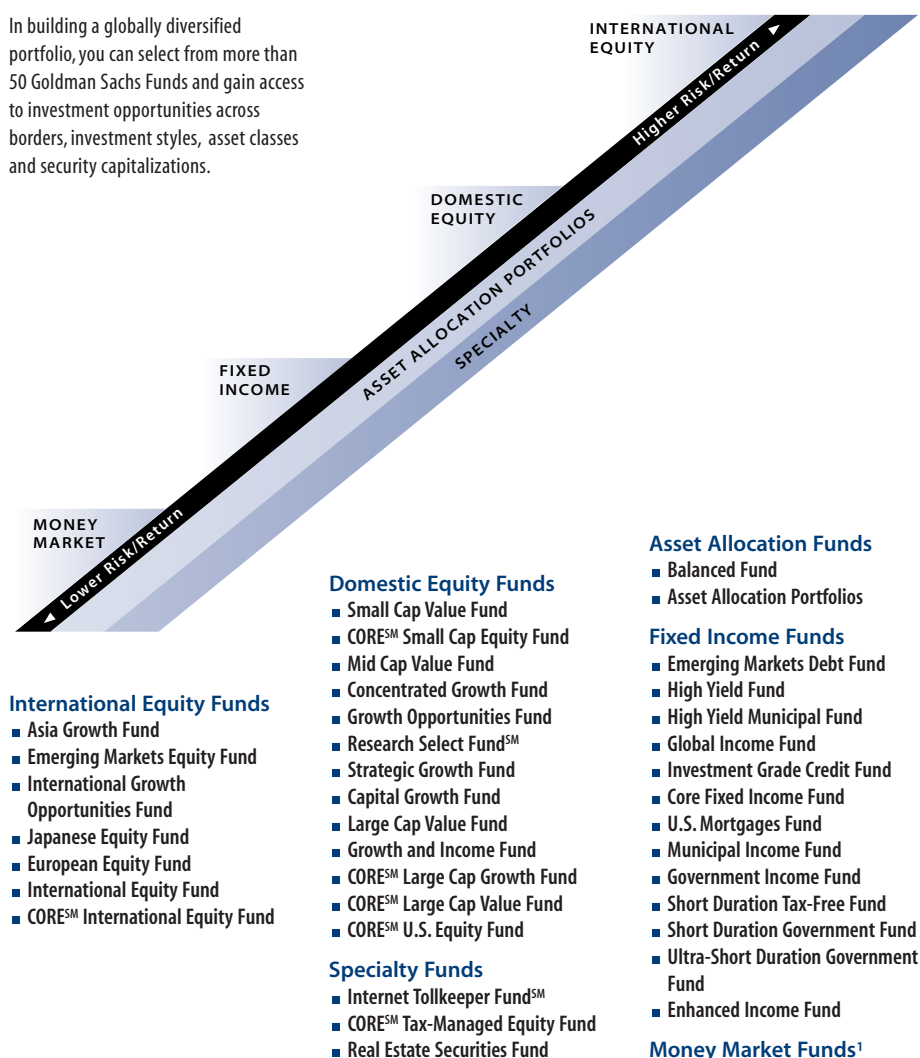 In building a globally diversified
portfolio, you can select from more than
50 Goldman Sachs Funds and gain access
to investment opportunities across
borders, investment styles, asset classes
and security capitalizations.
INTERNATIONAL
EQUITY
Higher Risk/Return ►
DOMESTIC
EQUITY
ASSET ALLOCATION PORTFOLIOS
SPECIALTY
FIXED
INCOME
MONEY
MARKET
◄ Lower Risk/Return
International Equity Funds
■ Asia Growth Fund
■ Emerging Markets Equity Fund
■ International Growth
Opportunities Fund
■ Japanese Equity Fund
■ European Equity Fund
■ International Equity Fund
■ CORE℠ International Equity Fund
Domestic Equity Funds
■ Small Cap Value Fund
■ CORE℠ Small Cap Equity Fund
■ Mid Cap Value Fund
■ Concentrated Growth Fund
■ Growth Opportunities Fund
■ Research Select Fund℠
■ Strategic Growth Fund
■ Capital Growth Fund
■ Large Cap Value Fund
■ Growth and Income Fund
■ CORE℠ Large Cap Growth Fund
■ CORE℠ Large Cap Value Fund
■ CORE℠ U.S. Equity Fund
Specialty Funds
■ Internet Tollkeeper Fund℠
■ CORE℠ Tax-Managed Equity Fund
■ Real Estate Securities Fund
Asset Allocation Funds
■ Balanced Fund
■ Asset Allocation Portfolios
Fixed Income Funds
■ Emerging Markets Debt Fund
■ High Yield Fund
■ High Yield Municipal Fund
■ Global Income Fund
■ Investment Grade Credit Fund
■ Core Fixed Income Fund
■ U.S. Mortgages Fund
■ Municipal Income Fund
■ Government Income Fund
■ Short Duration Tax-Free Fund
■ Short Duration Government Fund
■ Ultra-Short Duration Government
Fund
■ Enhanced Income Fund
Money Market Funds¹